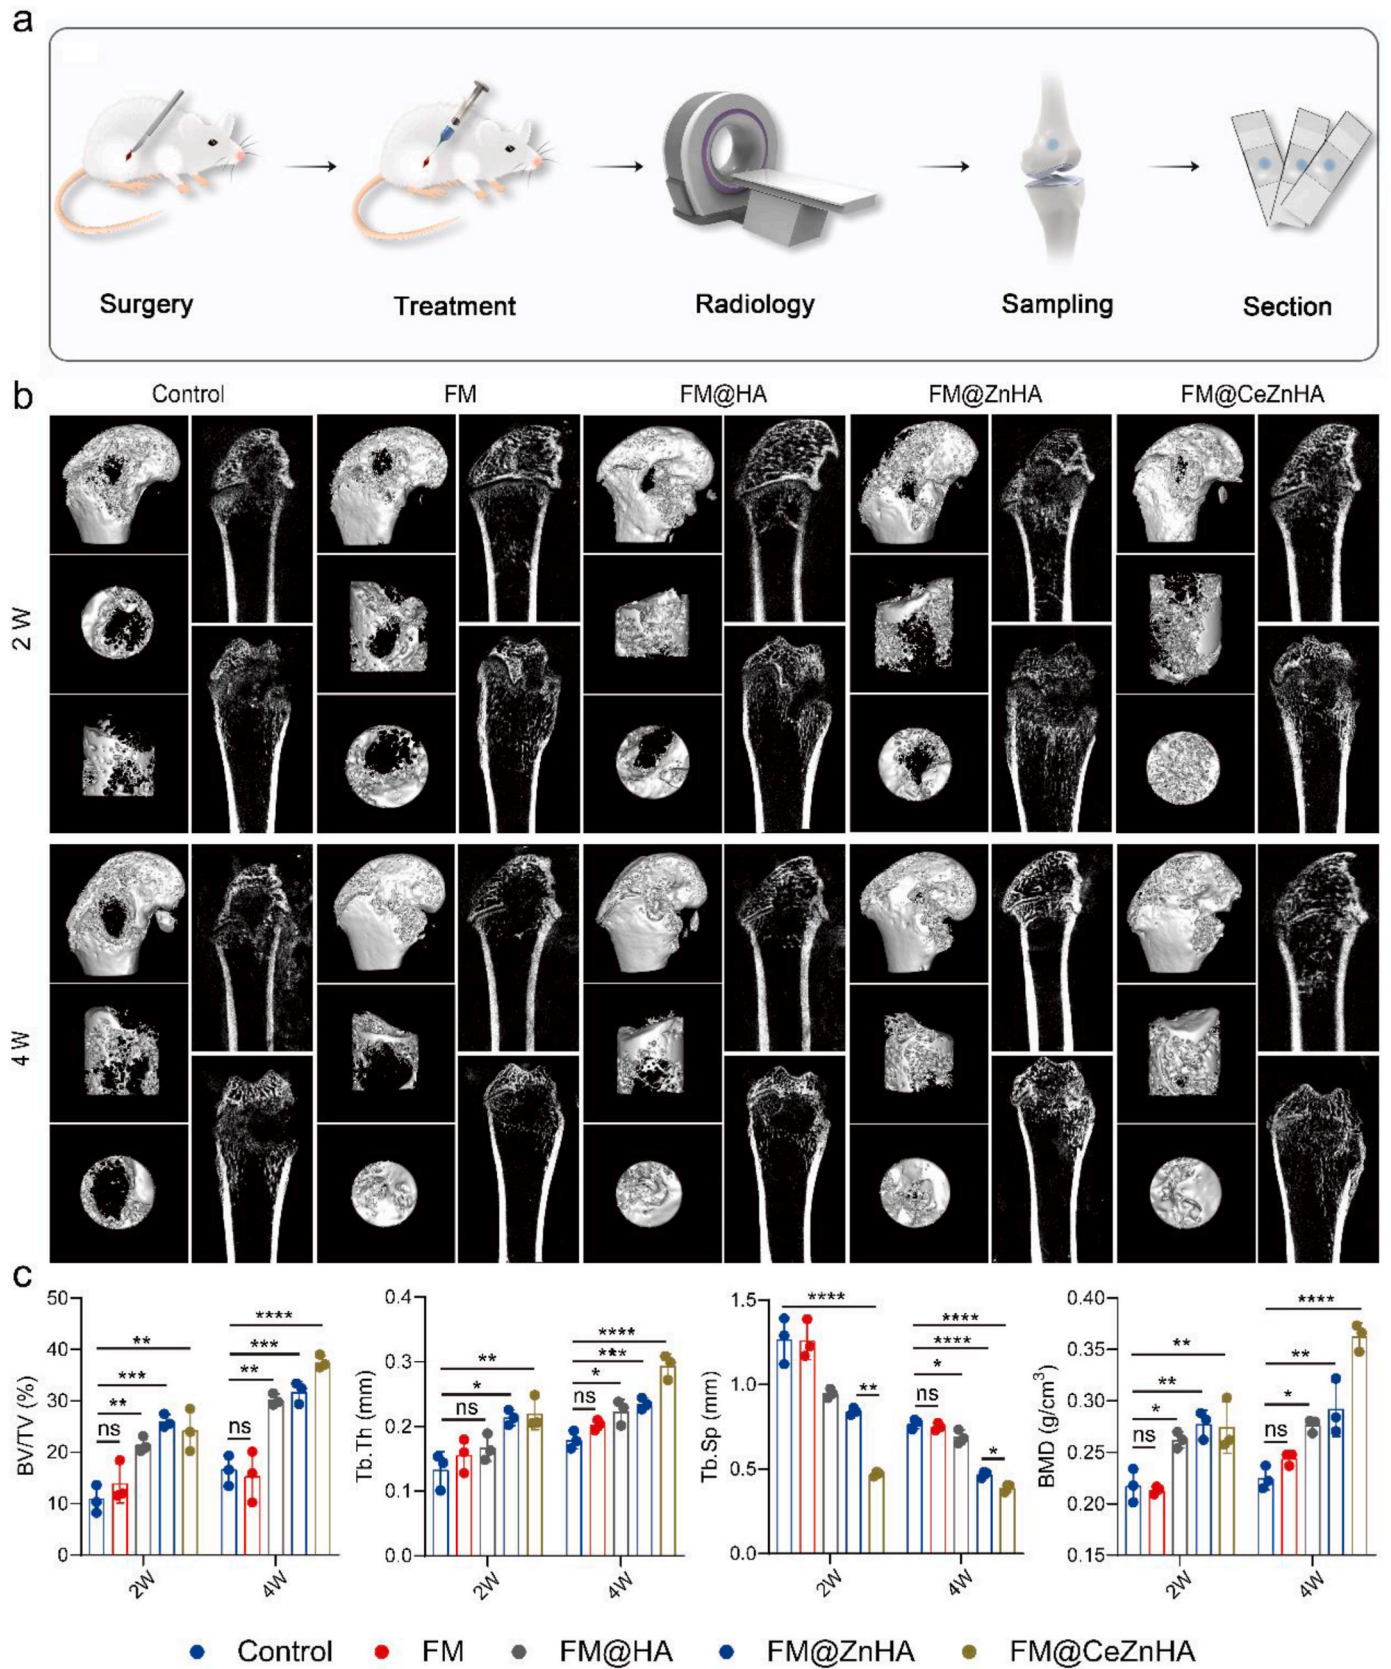 a
Surgery
Treatment
Radiology
Sampling
Section
b
Control
FM
FM@HA
FM@ZnHA
FM@CeZnHA
2 W
4 W
c
BV/TV (%)
50
40
30
20
10
0
ns
**
***
**
ns
**
***
****
2W
4W
Tb.Th (mm)
0.4
0.3
0.2
0.1
0.0
ns
*
**
ns
*
***
****
2W
4W
Tb.Sp (mm)
1.5
1.0
0.5
0.0
****
**
ns
*
****
****
*
2W
4W
BMD (g/cm³)
0.40
0.35
0.30
0.25
0.20
0.15
ns
*
**
**
ns
*
**
****
2W
4W
Control
FM
FM@HA
FM@ZnHA
FM@CeZnHA